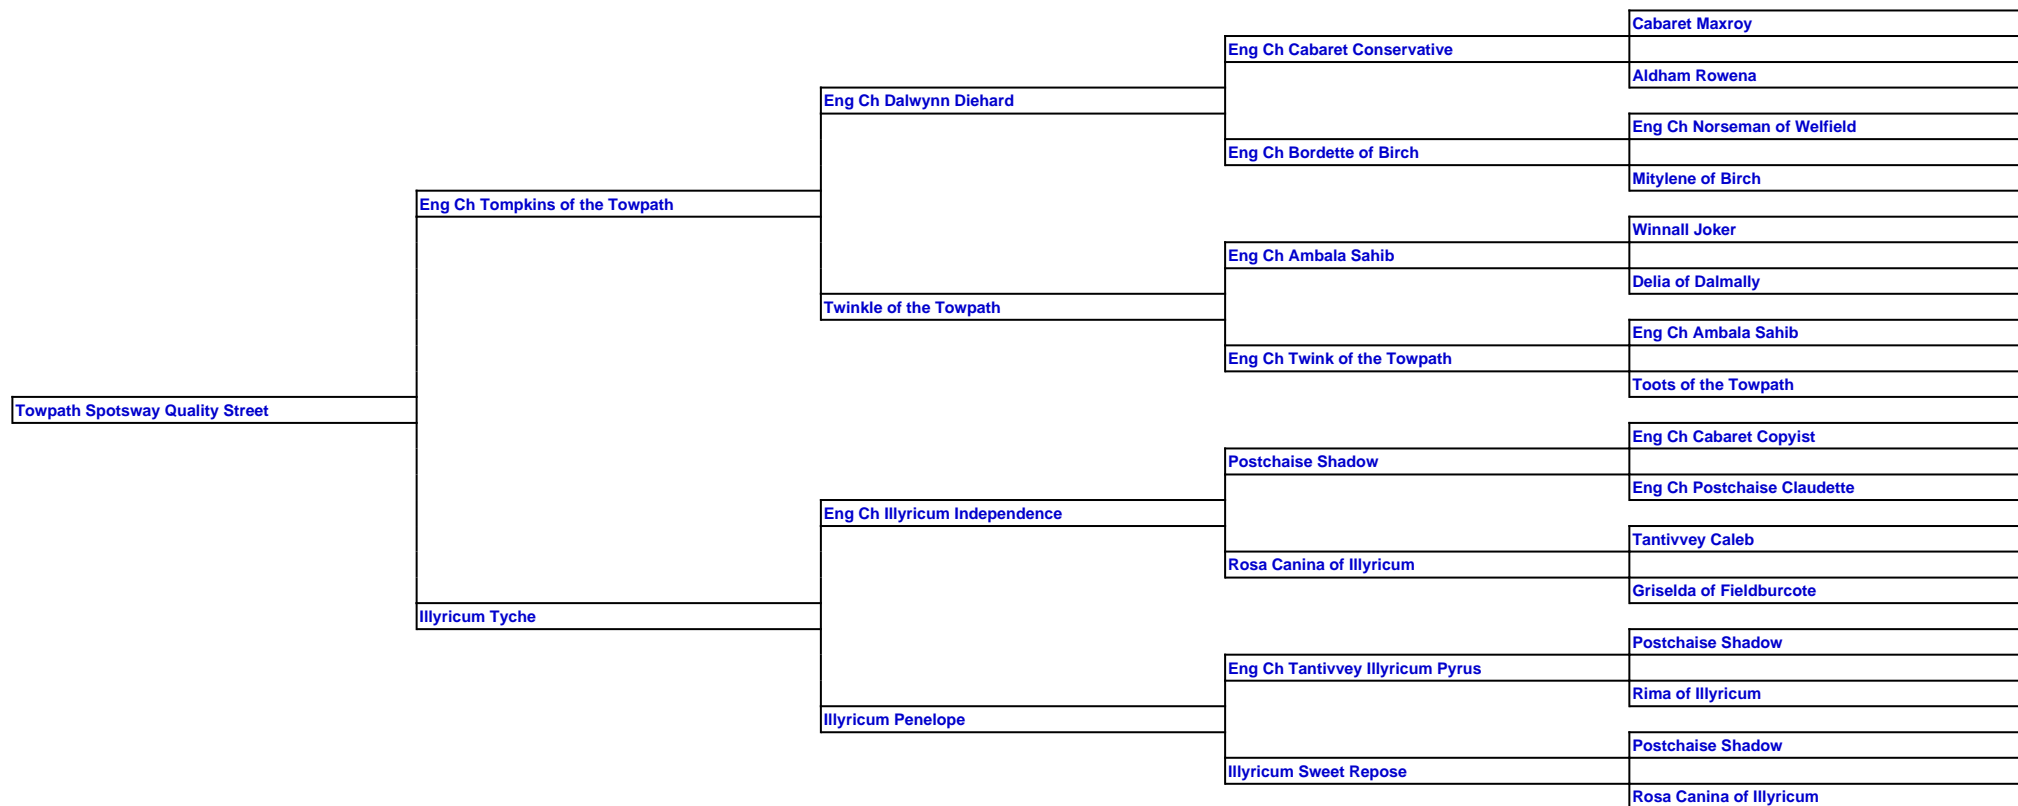 Cabaret Maxroy
Eng Ch Cabaret Conservative
Aldham Rowena
Eng Ch Dalwynn Diehard
Eng Ch Norseman of Welfield
Eng Ch Bordette of Birch
Mitylene of Birch
Eng Ch Tompkins of the Towpath
Winnall Joker
Eng Ch Ambala Sahib
Delia of Dalmally
Twinkle of the Towpath
Eng Ch Ambala Sahib
Eng Ch Twink of the Towpath
Toots of the Towpath
Towpath Spotsway Quality Street
Eng Ch Cabaret Copyist
Postchaise Shadow
Eng Ch Postchaise Claudette
Eng Ch Illyricum Independence
Tantivvey Caleb
Rosa Canina of Illyricum
Griselda of Fieldburcote
Illyricum Tyche
Postchaise Shadow
Eng Ch Tantivvey Illyricum Pyrus
Rima of Illyricum
Illyricum Penelope
Postchaise Shadow
Illyricum Sweet Repose
Rosa Canina of Illyricum